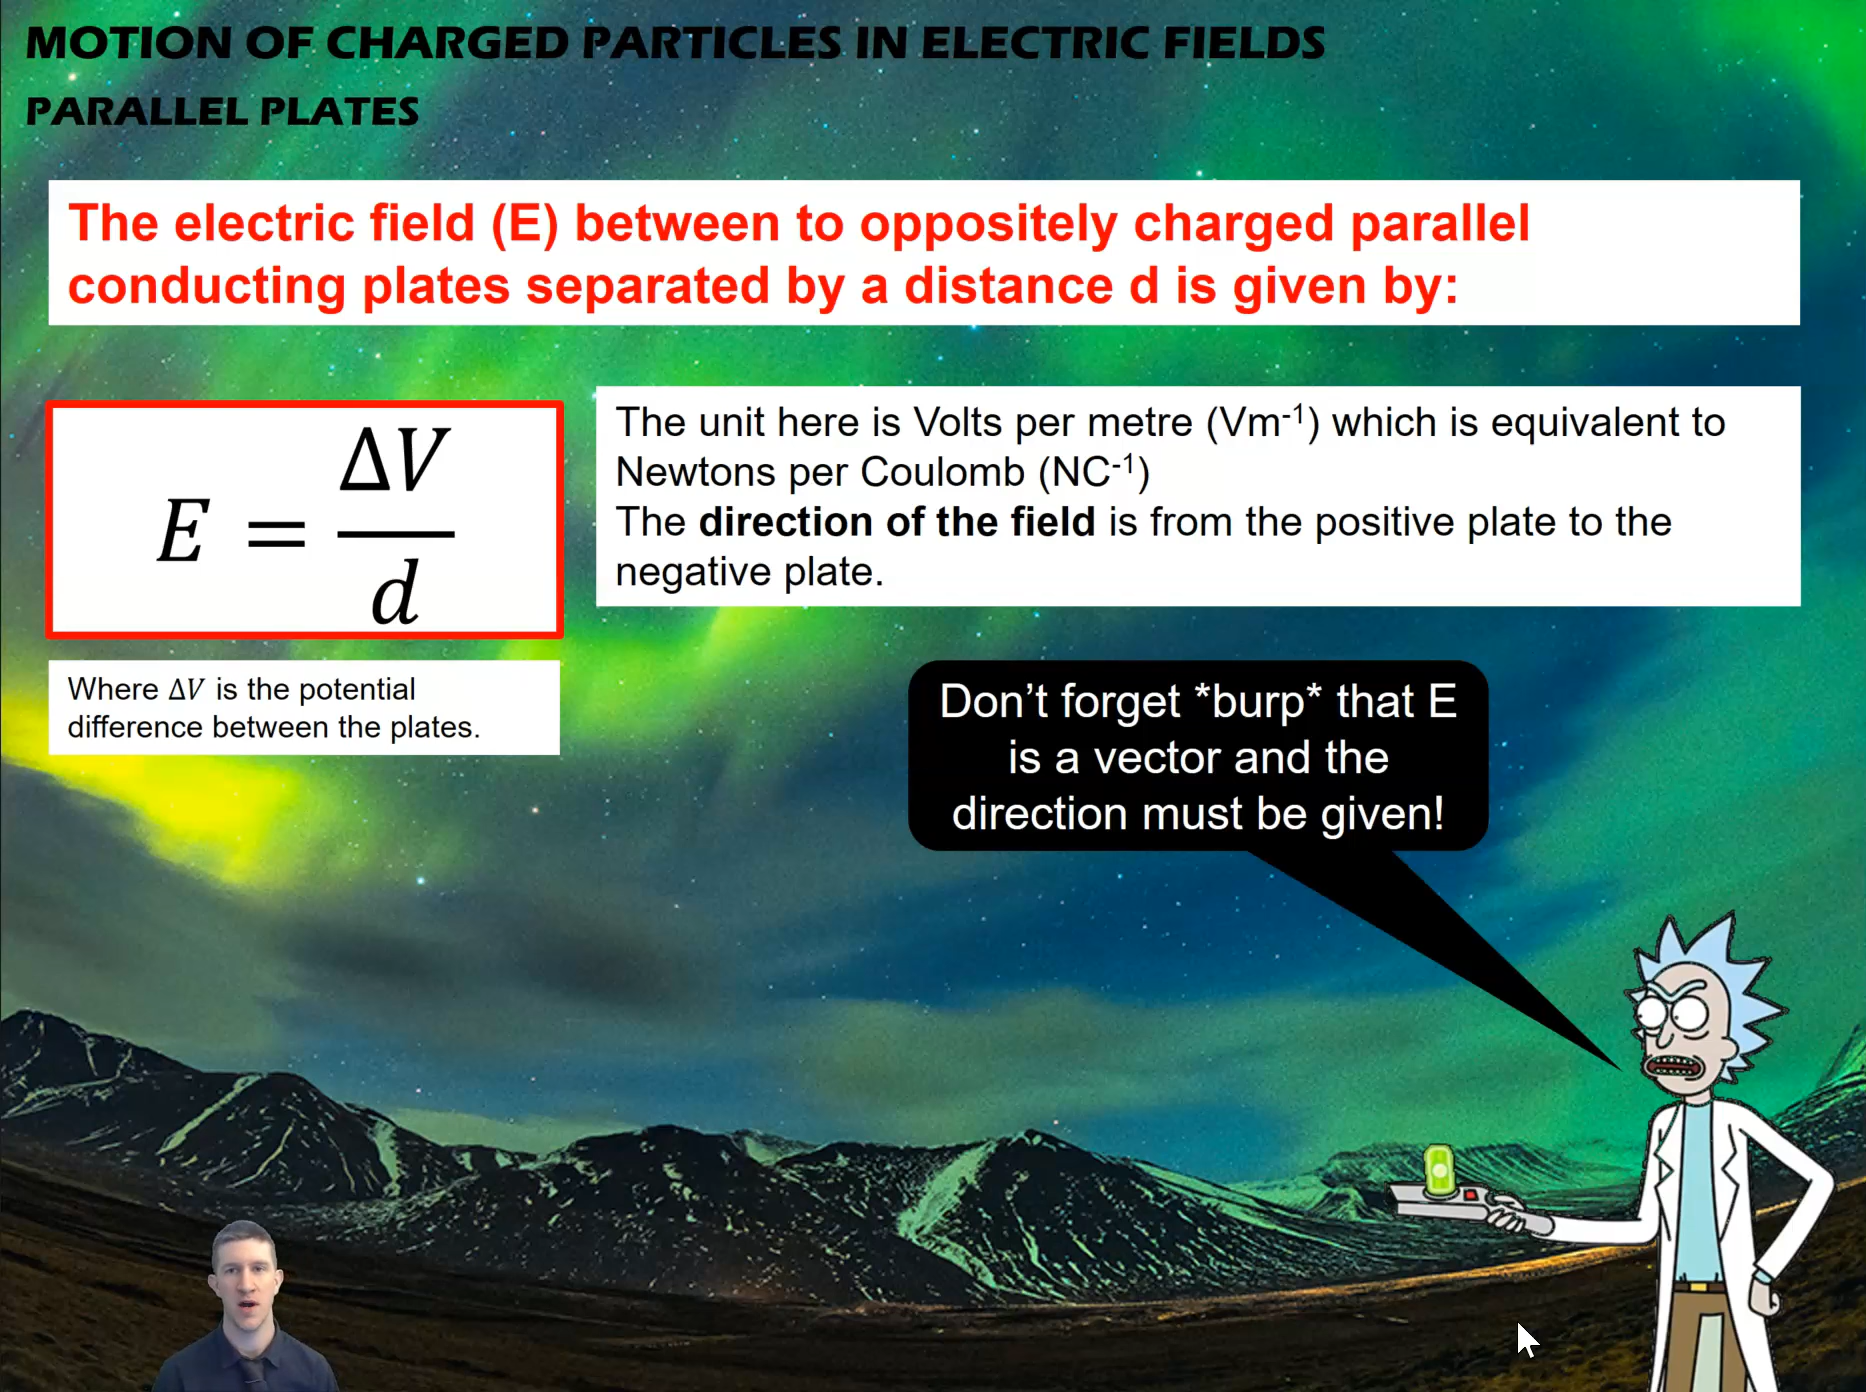 MOTION OF CHARGED PARTICLES IN ELECTRIC FIELDS
PARALLEL PLATES
The electric field (E) between to oppositely charged parallel
conducting plates separated by a distance d is given by:
E = ΔV/d
The unit here is Volts per metre (Vm⁻¹) which is equivalent to
Newtons per Coulomb (NC⁻¹)
The direction of the field is from the positive plate to the
negative plate.
Where ΔV is the potential
difference between the plates.
Don’t forget *burp* that E
is a vector and the
direction must be given!